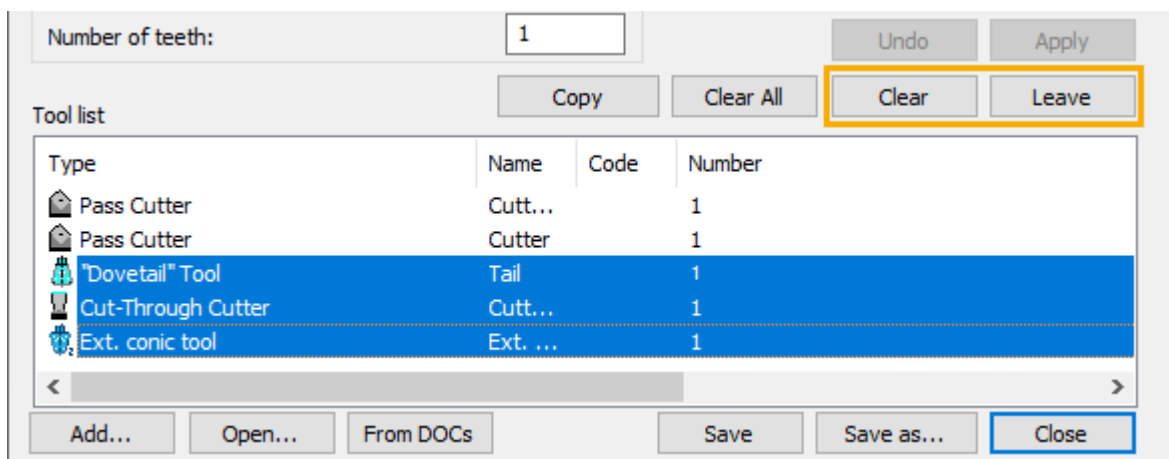 Number of teeth: 1
Undo Apply
Copy Clear All Clear Leave
Tool list
Type Name Code Number
Pass Cutter Cutt... 1
Pass Cutter Cutter 1
"Dovetail" Tool Tail 1
Cut-Through Cutter Cutt... 1
Ext. conic tool Ext. ... 1
Add... Open... From DOCs Save Save as... Close